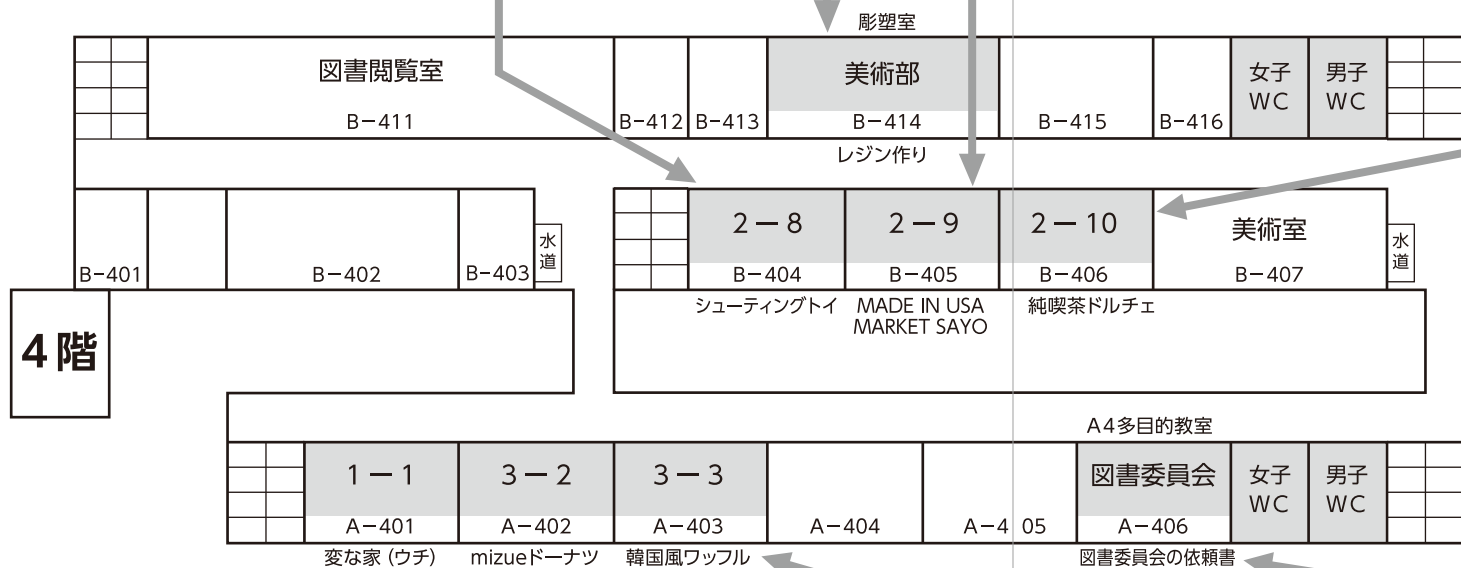 彫塑室
図書閲覧室
美術部
女子
WC
男子
WC
B-411
B-412
B-413
B-414
B-415
B-416
レジン作り
2-8
2-9
2-10
美術室
水道
水道
B-401
B-402
B-403
B-404
B-405
B-406
B-407
シューティングトイ
MADE IN USA
MARKET SAYO
純喫茶ドルチェ
4階
A4多目的教室
1-1
3-2
3-3
図書委員会
女子
WC
男子
WC
A-401
A-402
A-403
A-404
A-405
A-406
変な家(ウチ)
mizueドーナツ
韓国風ワッフル
図書委員会の依頼書